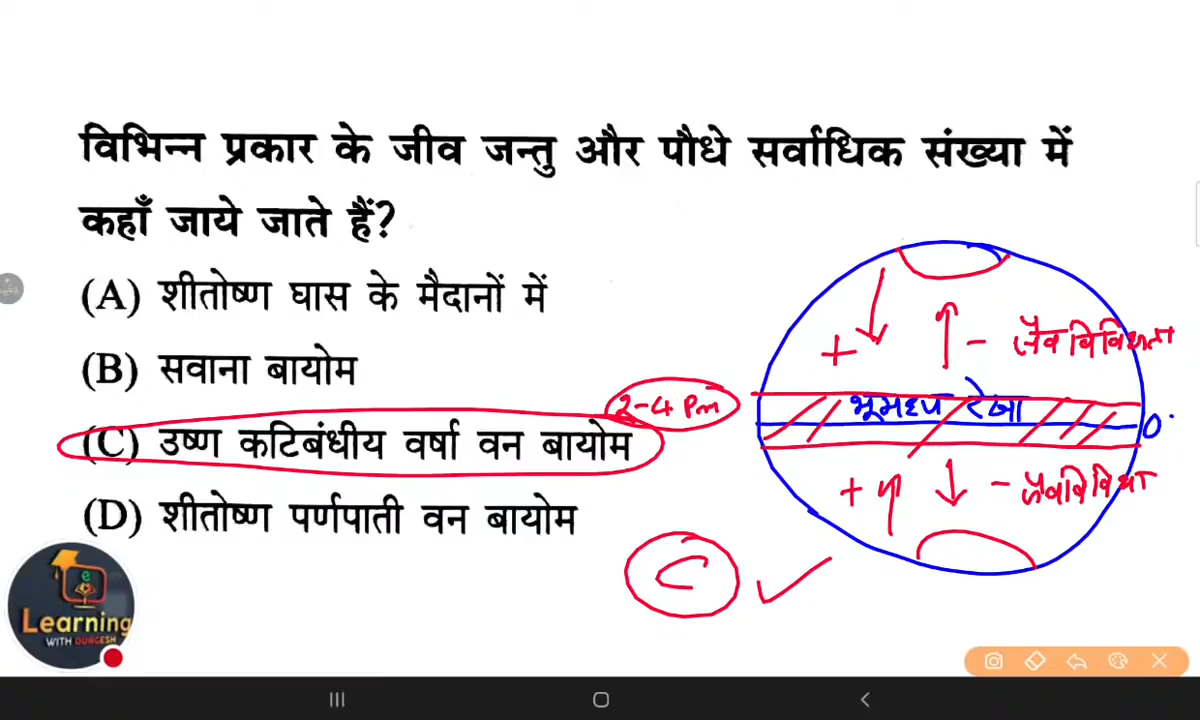 विभिन्न प्रकार के जीव जन्तु और पौधे सर्वाधिक संख्या में
कहाँ जाये जाते हैं?
(A) शीतोष्ण घास के मैदानों में
(B) सवाना बायोम
(C) उष्ण कटिबंधीय वर्षा वन बायोम
(D) शीतोष्ण पर्णपाती वन बायोम
2-4 Pm
+ - जैव विविधता
भूमध्य रेखा 0
+ - जैवविविधता
C
e
Learning
WITH DURGESH